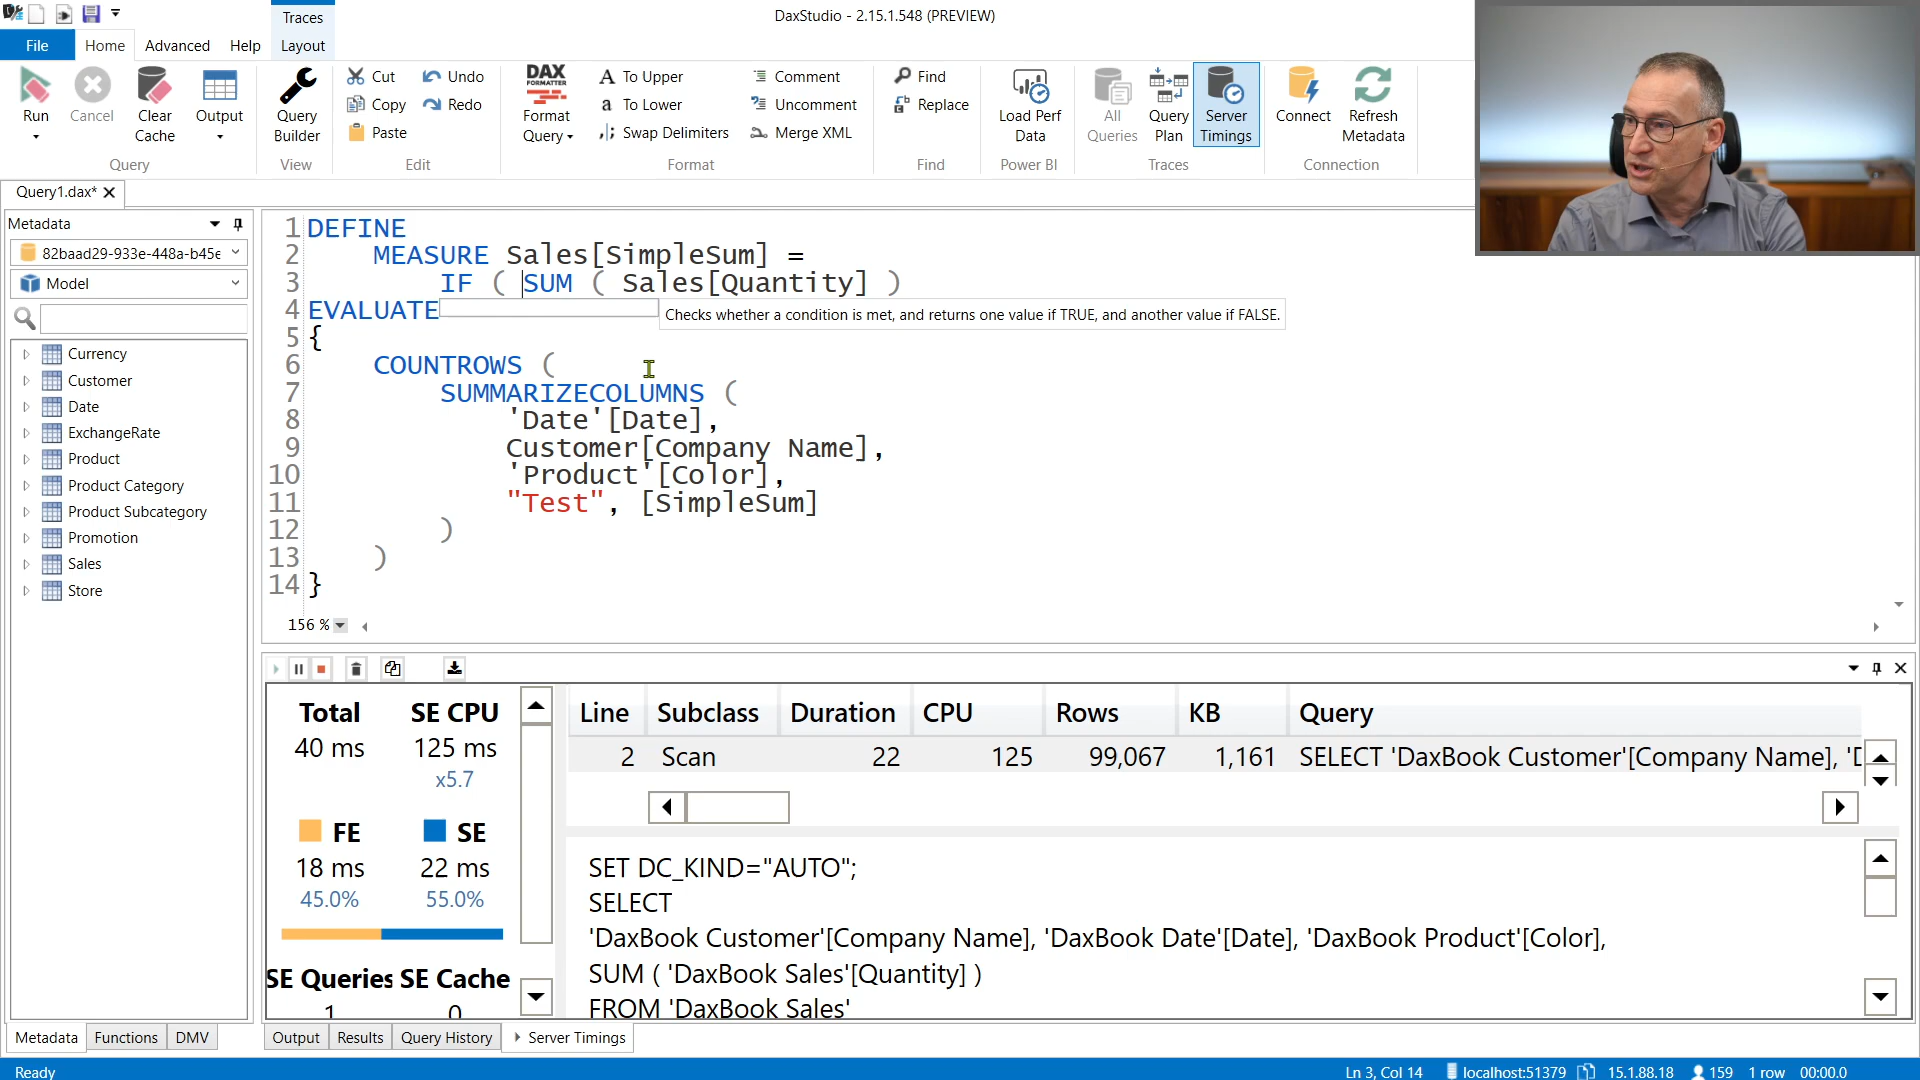 DaxStudio - 2.15.1.548 (PREVIEW)
Traces
File Home Advanced Help Layout
Run
Cancel
Clear Cache
Output
Query
Query Builder
View
Cut
Copy
Paste
Undo
Redo
Edit
DAX FORMATTER
Format Query
To Upper
To Lower
Swap Delimiters
Comment
Uncomment
Merge XML
Format
Find
Replace
Find
Load Perf Data
Power BI
All Queries
Query Plan
Server Timings
Traces
Connect
Refresh Metadata
Connection
Query1.dax*
Metadata
82baad29-933e-448a-b45e
Model
Currency
Customer
Date
ExchangeRate
Product
Product Category
Product Subcategory
Promotion
Sales
Store
1 DEFINE
2 MEASURE Sales[SimpleSum] =
3 IF ( SUM ( Sales[Quantity] )
4 EVALUATE
Checks whether a condition is met, and returns one value if TRUE, and another value if FALSE.
5 {
6 COUNTROWS (
7 SUMMARIZECOLUMNS (
8 'Date'[Date],
9 Customer[Company Name],
10 'Product'[Color],
11 "Test", [SimpleSum]
12 )
13 )
14 }
156 %
Total SE CPU
40 ms 125 ms
x5.7
FE SE
18 ms 22 ms
45.0% 55.0%
SE Queries SE Cache
1 0
Line Subclass Duration CPU Rows KB Query
2 Scan 22 125 99,067 1,161 SELECT 'DaxBook Customer'[Company Name], 'D
SET DC_KIND="AUTO";
SELECT
'DaxBook Customer'[Company Name], 'DaxBook Date'[Date], 'DaxBook Product'[Color],
SUM ( 'DaxBook Sales'[Quantity] )
FROM 'DaxBook Sales'
Metadata Functions DMV
Output Results Query History Server Timings
Ready
Ln 3, Col 14 localhost:51379 15.1.88.18 159 1 row 00:00.0